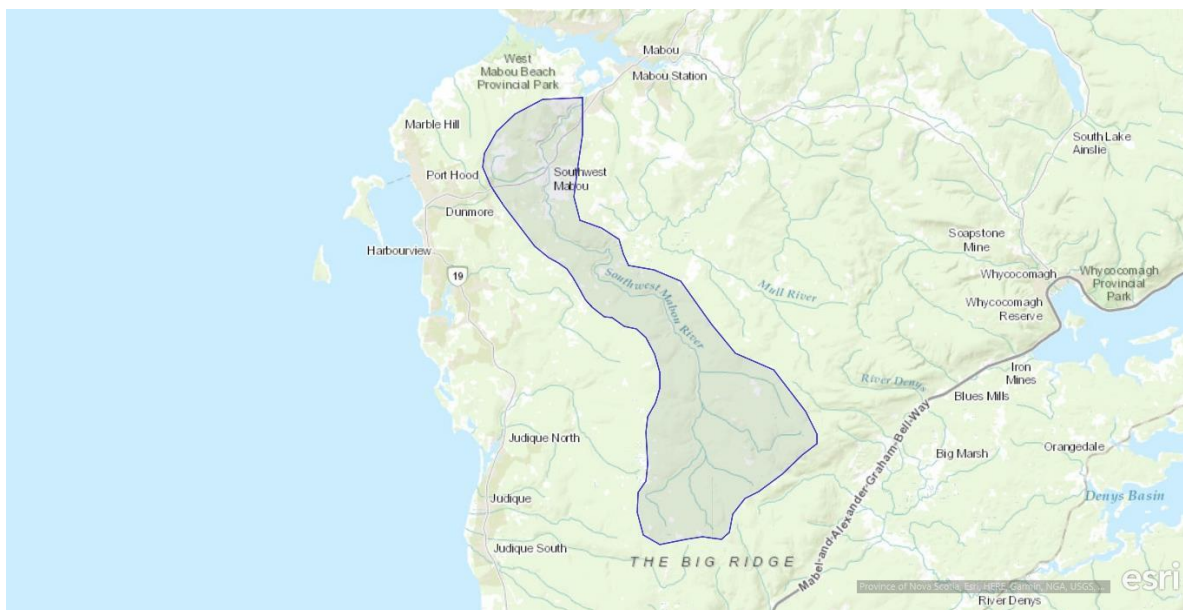 Mabou
West
Mabou Beach
Provincial Park
Mabou Station
Marble Hill
South Lake
Ainslie
Port Hood
Southwest
Mabou
Dunmore
Soapstone
Mine
Harbourview
19
Whycocomagh
Whycocomagh
Provincial
Park
Southwest Mabou River
Mull River
Whycocomagh
Reserve
River Denys
Iron
Mines
Blues Mills
Mabel-and-Alexander-Graham-Bell-Way
Judique North
Big Marsh
Orangedale
Judique
Denys Basin
Judique South
THE BIG RIDGE
Province of Nova Scotia, Esri, HERE, Garmin, NGA, USGS, ...
esri
River Denys